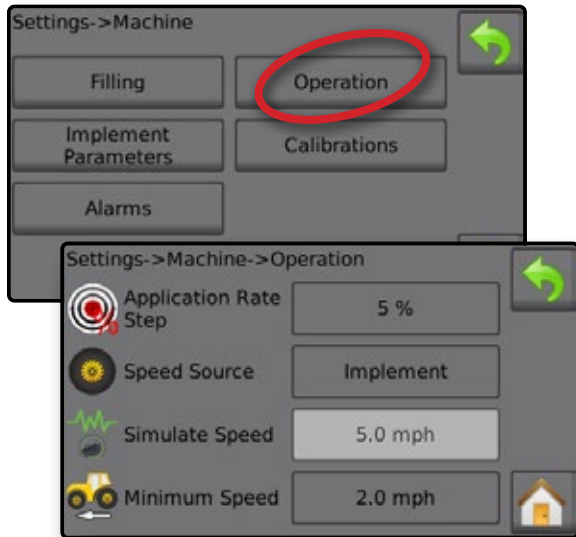 Settings->Machine
Filling
Operation
Implement
Parameters
Calibrations
Alarms
Settings->Machine->Operation
Application Rate
Step
5 %
Speed Source
Implement
Simulate Speed
5.0 mph
Minimum Speed
2.0 mph